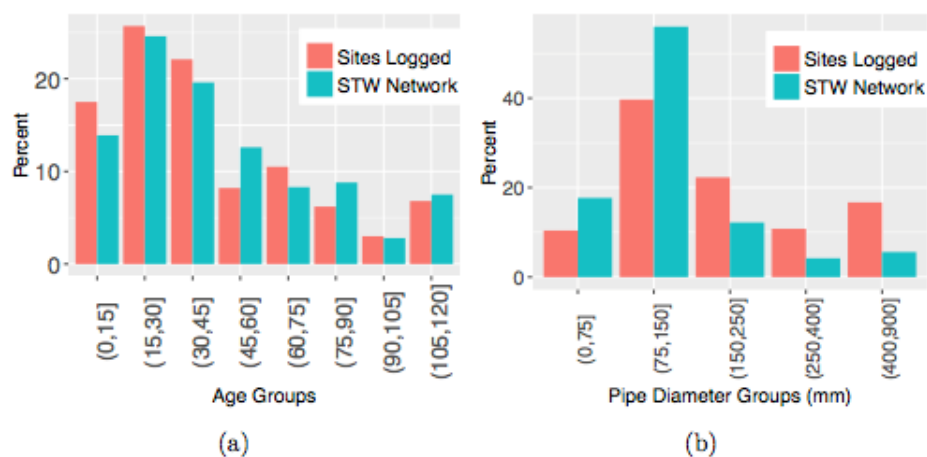 Percent
20
10
0
Sites Logged
STW Network
(0,15]
(15,30]
(30,45]
(45,60]
(60,75]
(75,90]
(90,105]
(105,120]
Age Groups
(a)
Percent
40
20
0
Sites Logged
STW Network
(0,75]
(75,150]
(150,250]
(250,400]
(400,900]
Pipe Diameter Groups (mm)
(b)